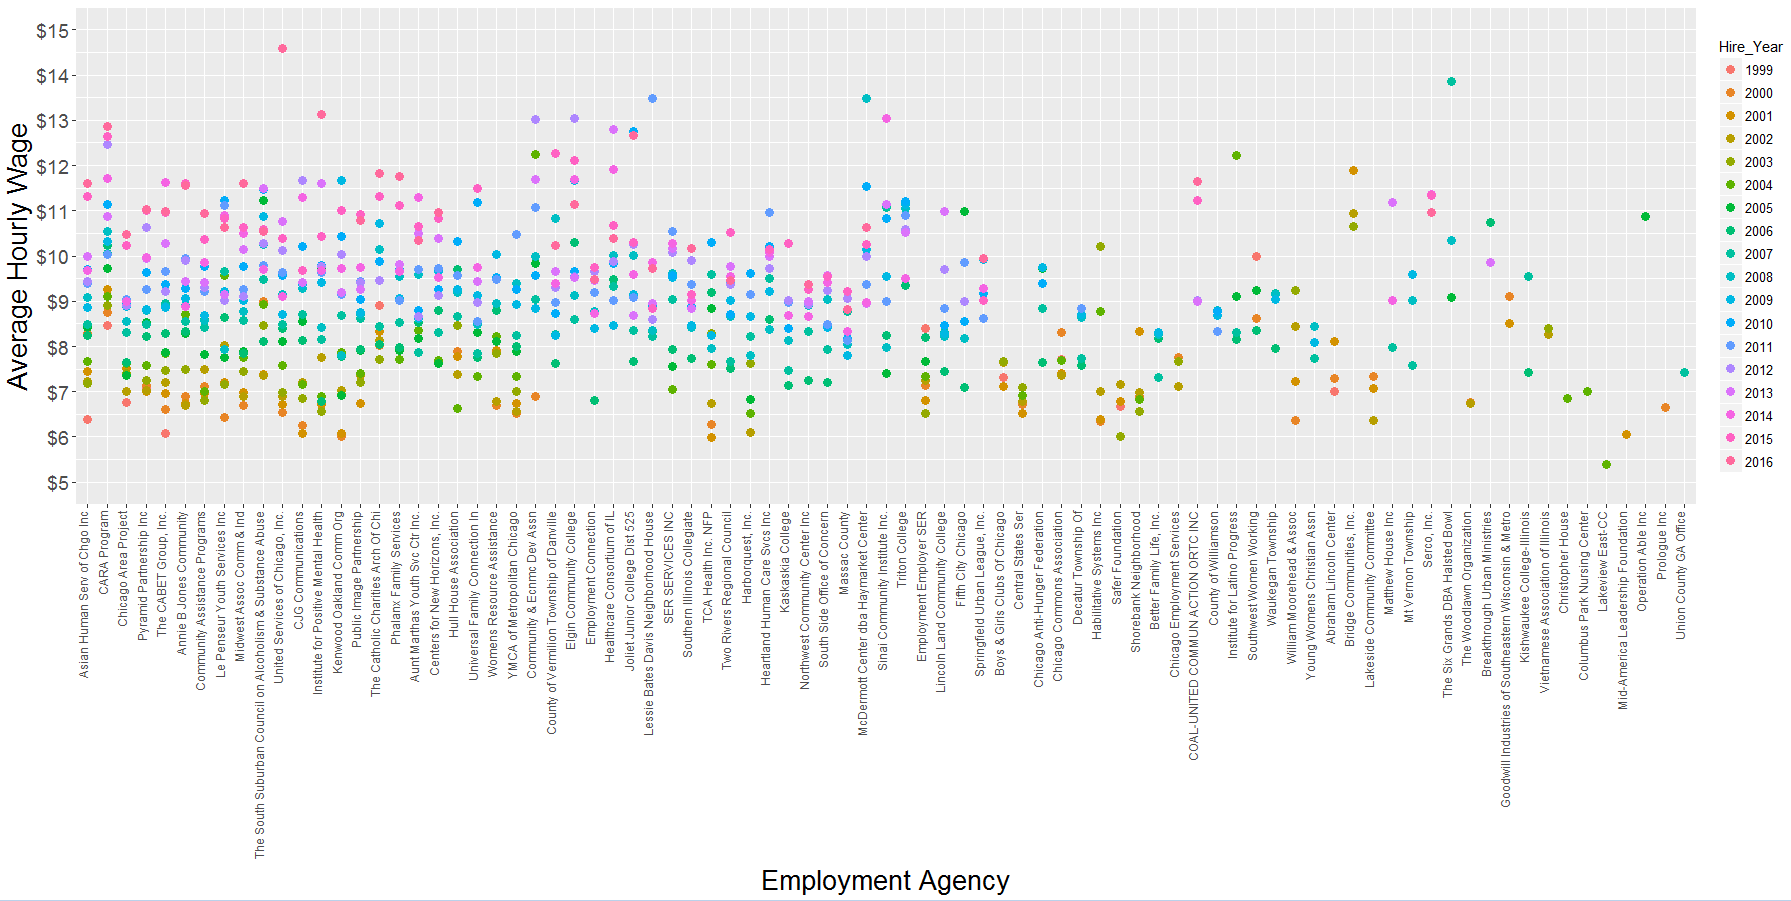 $15
$14
$13
$12
$11
$10
$9
$8
$7
$6
$5
Average Hourly Wage
Hire_Year
1999
2000
2001
2002
2003
2004
2005
2006
2007
2008
2009
2010
2011
2012
2013
2014
2015
2016
Asian Human Serv of Chgo Inc
CARA Program
Chicago Area Project
Pyramid Partnership Inc
The CABET Group, Inc.
Annie B Jones Community
Community Assistance Programs
Le Penseur Youth Services Inc
Midwest Assoc Comm & Ind
The South Suburban Council on Alcoholism & Substance Abuse
United Services of Chicago, Inc.
CJG Communications
Institute for Positive Mental Health
Kenwood Oakland Comm Org
Public Image Partnership
The Catholic Charities Arch Of Chi
Phalanx Family Services
Aunt Marthas Youth Svc Ctr Inc.
Centers for New Horizons, Inc.
Hull House Association
Universal Family Connection In
Womens Resource Assistance
YMCA of Metropolitan Chicago
Community & Ecnmc Dev Assn
County of Vermilion Township of Danville
Elgin Community College
Employment Connection
Healthcare Consortium of IL.
Joliet Junior College Dist 525
Lessie Bates Davis Neighborhood House
SER SERVICES INC
Southern Illinois Collegiate
TCA Health Inc. NFP
Two Rivers Regional Council
Harborquest, Inc.
Heartland Human Care Svcs Inc
Kaskaskia College
Northwest Community Center Inc
South Side Office of Concern
Massac County
McDermott Center dba Haymarket Center
Sinai Community Institute Inc.
Triton College
Employment Employer SER
Lincoln Land Community College
Fifth City Chicago
Springfield Urban League, Inc.
Boys & Girls Clubs Of Chicago
Central States Ser
Chicago Anti-Hunger Federation
Chicago Commons Association
Decatur Township Of
Habilitative Systems Inc
Safer Foundation
Shorebank Neighborhood
Better Family Life, Inc.
Chicago Employment Services
COAL-UNITED COMMUN ACTION ORTC INC.
County of Williamson
Institute for Latino Progress
Southwest Women Working
Waukegan Township
William Moorehead & Assoc.
Young Womens Christian Assn
Abraham Lincoln Center
Bridge Communities, Inc.
Lakeside Community Committee
Matthew House Inc
Mt Vernon Township
Serco, Inc.
The Six Grands DBA Halsted Bowl
The Woodlawn Organization
Breakthrough Urban Ministries
Goodwill Industries of Southeastern Wisconsin & Metro
Kishwaukee College-Illinois
Vietnamese Association of Illinois
Christopher House
Columbus Park Nursing Center
Lakeview East-CC
Mid-America Leadership Foundation
Operation Able Inc
Prologue Inc
Union County GA Office
Employment Agency